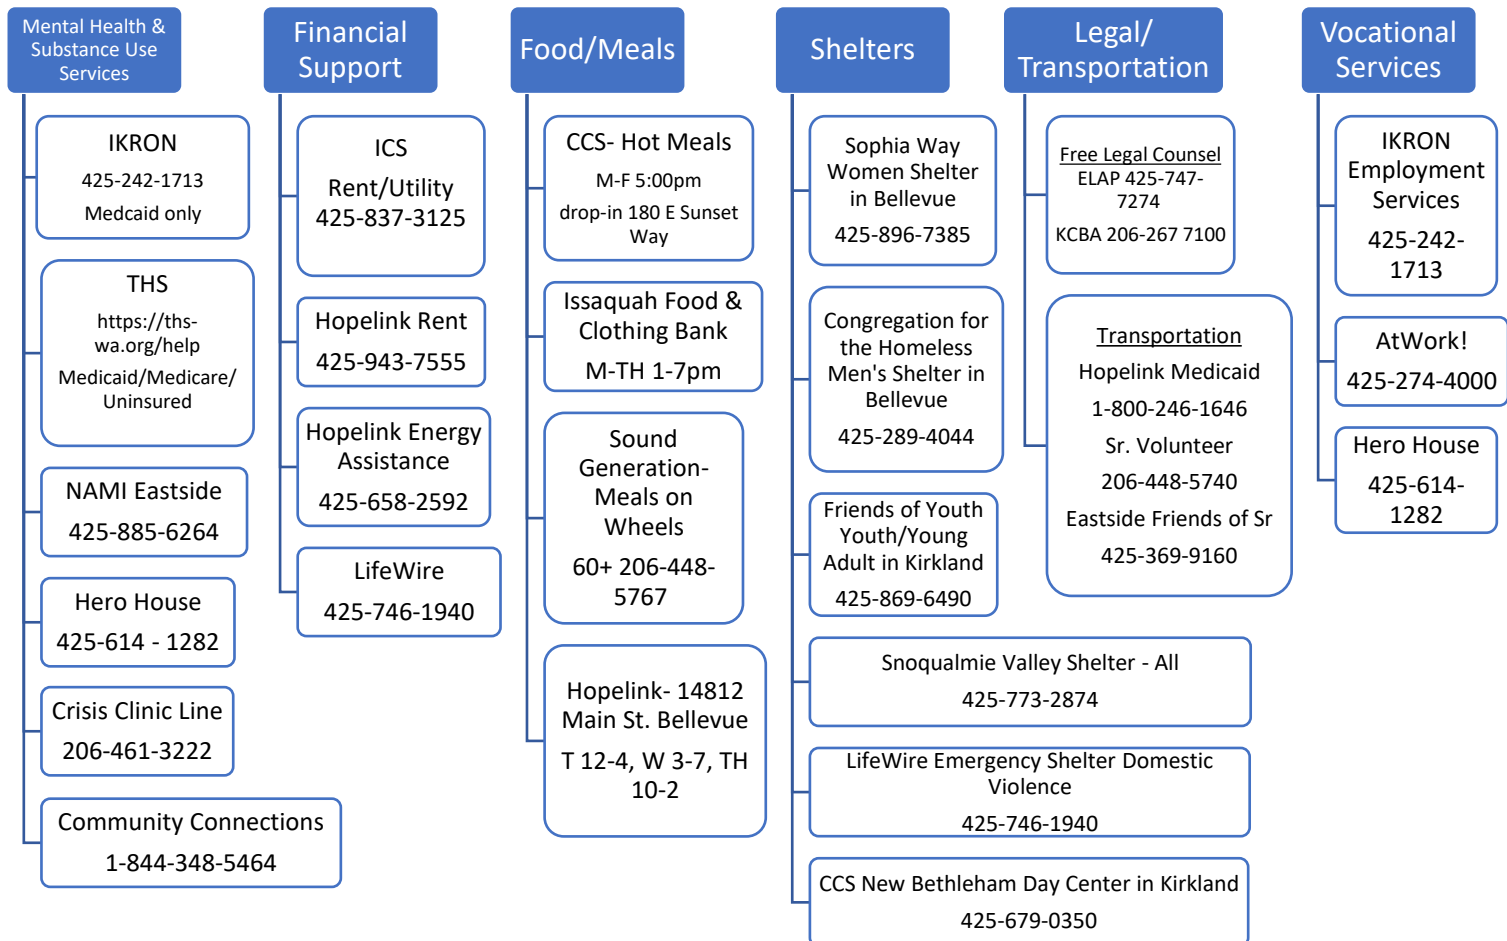 Mental Health &
Substance Use
Services
IKRON
425-242-1713
Medcaid only
THS
https://ths-
wa.org/help
Medicaid/Medicare/
Uninsured
NAMI Eastside
425-885-6264
Hero House
425-614 - 1282
Crisis Clinic Line
206-461-3222
Community Connections
1-844-348-5464
Financial
Support
ICS
Rent/Utility
425-837-3125
Hopelink Rent
425-943-7555
Hopelink Energy
Assistance
425-658-2592
LifeWire
425-746-1940
Food/Meals
CCS- Hot Meals
M-F 5:00pm
drop-in 180 E Sunset
Way
Issaquah Food &
Clothing Bank
M-TH 1-7pm
Sound
Generation-
Meals on
Wheels
60+ 206-448-
5767
Hopelink- 14812
Main St. Bellevue
T 12-4, W 3-7, TH
10-2
Shelters
Sophia Way
Women Shelter
in Bellevue
425-896-7385
Congregation for
the Homeless
Men's Shelter in
Bellevue
425-289-4044
Friends of Youth
Youth/Young
Adult in Kirkland
425-869-6490
Snoqualmie Valley Shelter - All
425-773-2874
LifeWire Emergency Shelter Domestic
Violence
425-746-1940
CCS New Bethleham Day Center in Kirkland
425-679-0350
Legal/
Transportation
Free Legal Counsel
ELAP 425-747-
7274
KCBA 206-267 7100
Transportation
Hopelink Medicaid
1-800-246-1646
Sr. Volunteer
206-448-5740
Eastside Friends of Sr
425-369-9160
Vocational
Services
IKRON
Employment
Services
425-242-
1713
AtWork!
425-274-4000
Hero House
425-614-
1282